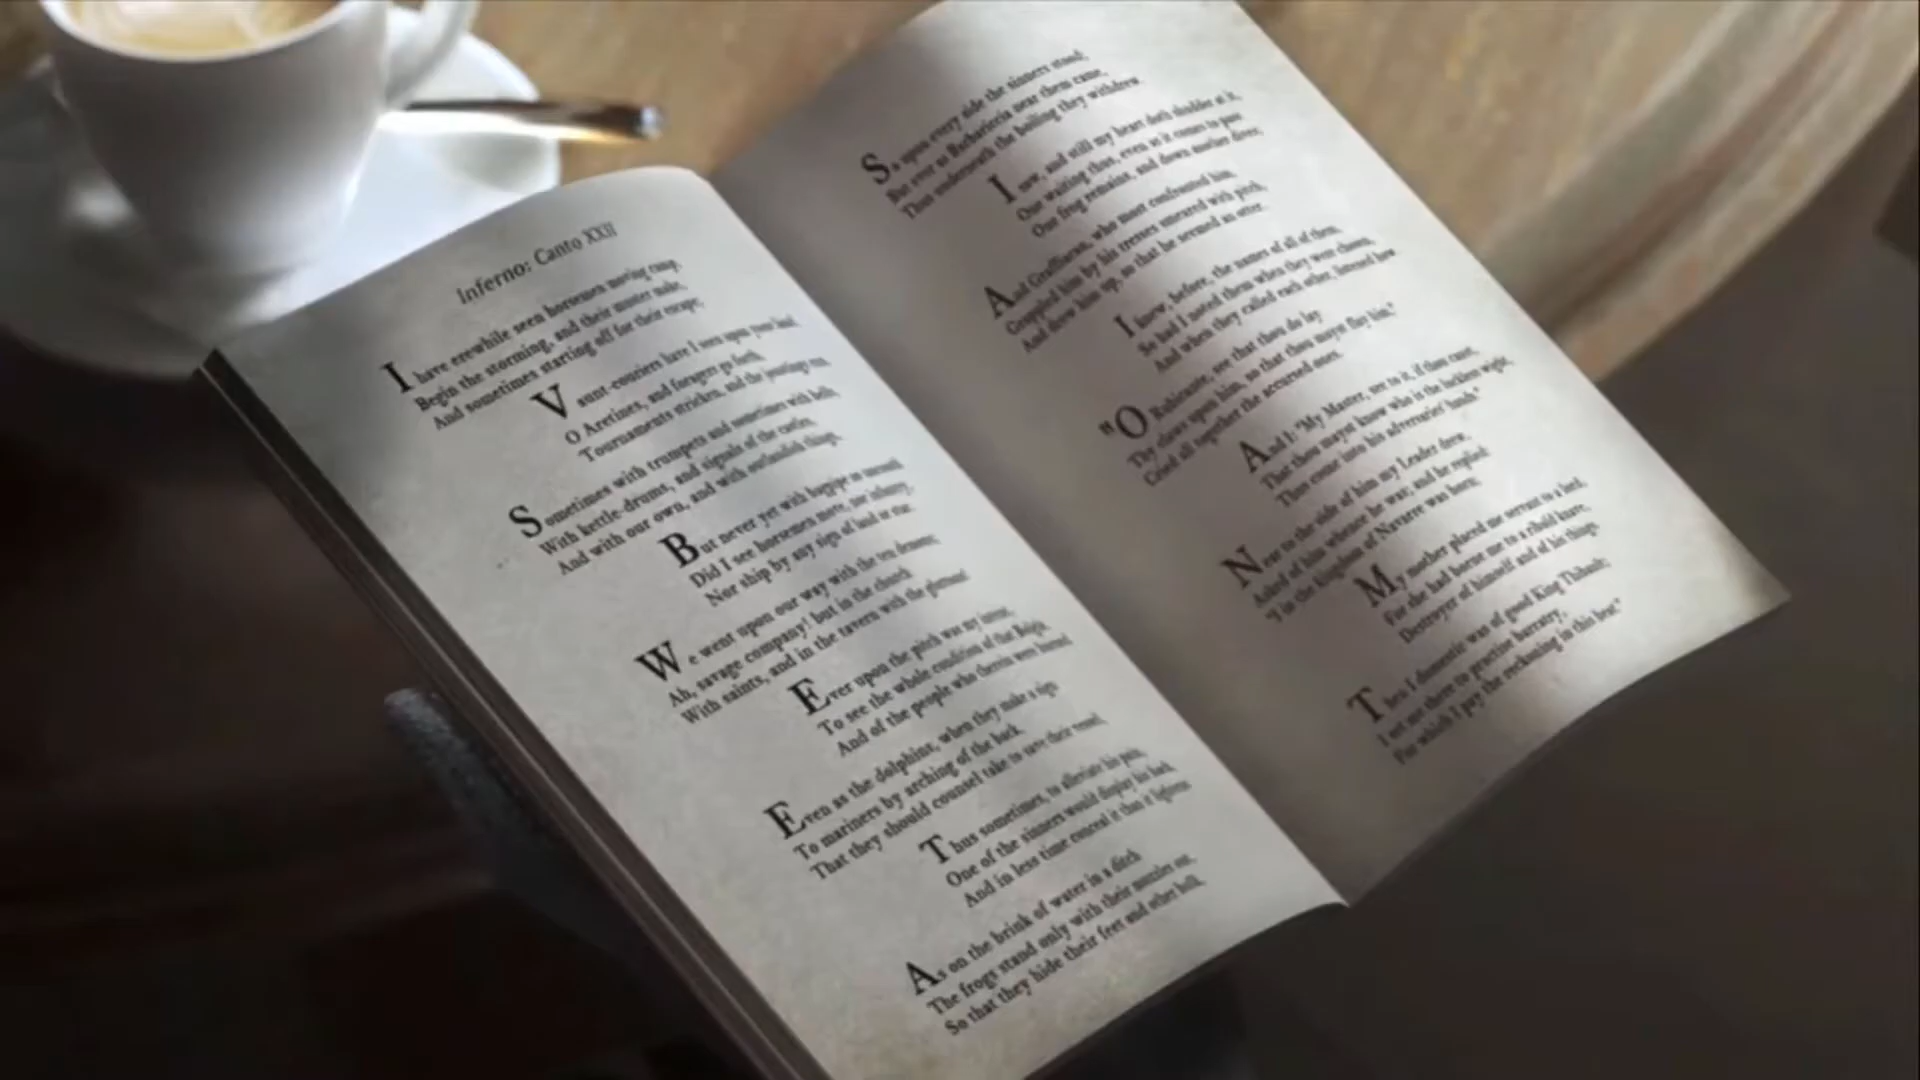 Inferno: Canto XXII
I have erewhile seen horsemen moving camp,
Begin the storming, and their muster make,
And sometimes starting off for their escape;
Vaunt-couriers have I seen upon your land,
O Aretines, and foragers go forth,
Tournaments stricken, and the joustings run,
Sometimes with trumpets and sometimes with bells,
With kettle-drums, and signals of the castles,
And with our own, and with outlandish things,
But never yet with bagpipe so uncouth
Did I see horsemen move, nor infantry,
Nor ship by any sign of land or star.
We went upon our way with the ten demons:
Ah, savage company! but in the church
With saints, and in the tavern with the gluttons!
Ever upon the pitch was my intent,
To see the whole condition of that Bolgia,
And of the people who therein were burned.
Even as the dolphins, when they make a sign
To mariners by arching of the back,
That they should counsel take to save their vessel,
Thus sometimes, to alleviate his pain,
One of the sinners would display his back,
And in less time conceal it than it lightens.
As on the brink of water in a ditch
The frogs stand only with their muzzles out,
So that they hide their feet and other bulk,
So upon every side the sinners stood;
But ever as Barbariccia near them came,
Thus underneath the boiling they withdrew.
I saw, and still my heart doth shudder at it,
One waiting thus, even as it comes to pass
One frog remains, and down another dives;
And Graffiacan, who most confronted him,
Grappled him by his tresses smeared with pitch,
And drew him up, so that he seemed an otter.
I knew, before, the names of all of them,
So had I noted them when they were chosen,
And when they called each other, listened how.
"O Rubicante, see that thou do lay
Thy claws upon him, so that thou mayst flay him,"
Cried all together the accursed ones.
And I: "My Master, see to it, if thou canst,
That thou mayst know who is the luckless wight,
Thus come into his adversaries' hands."
Near to the side of him my Leader drew,
Asked of him whence he was; and he replied:
"I in the kingdom of Navarre was born;
My mother placed me servant to a lord,
For she had borne me to a ribald knave,
Destroyer of himself and of his things.
Then I domestic was of good King Thibault;
I set me there to practise barratry,
For which I pay the reckoning in this heat."